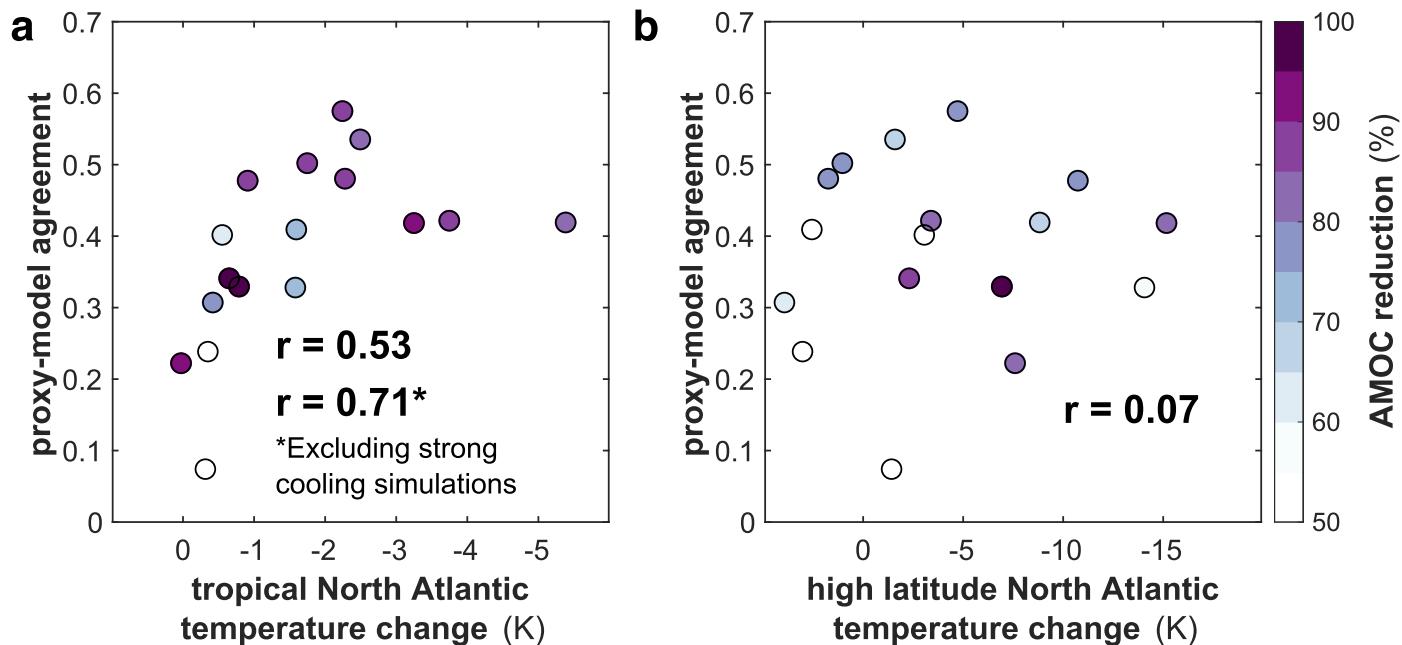 a
0.7
0.6
0.5
0.4
0.3
0.2
0.1
0
proxy-model agreement
r = 0.53
r = 0.71*
*Excluding strong
cooling simulations
0 -1 -2 -3 -4 -5
tropical North Atlantic
temperature change (K)
b
0.7
0.6
0.5
0.4
0.3
0.2
0.1
0
proxy-model agreement
r = 0.07
0 -5 -10 -15
high latitude North Atlantic
temperature change (K)
100
90
80
70
60
50
AMOC reduction (%)